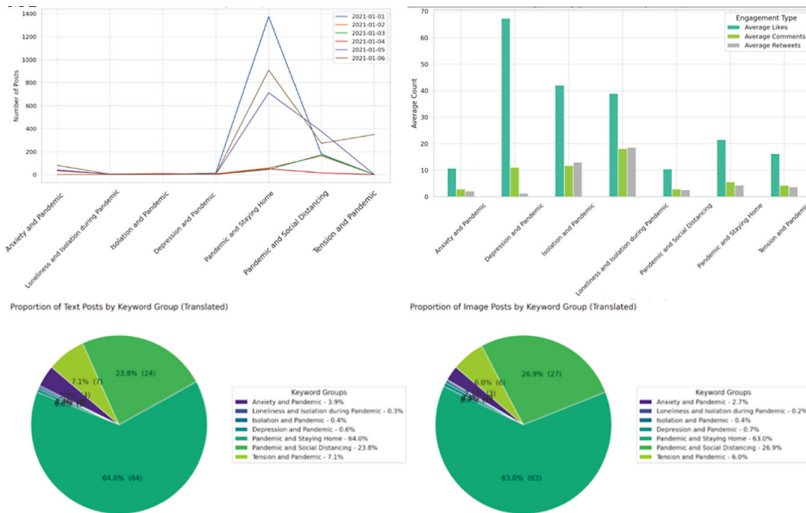 1400
1200
1000
800
600
400
200
0
Number of Posts
2021-01-01
2021-01-02
2021-01-03
2021-01-04
2021-01-05
2021-01-06
Anxiety and Pandemic
Loneliness and Isolation during Pandemic
Isolation and Pandemic
Depression and Pandemic
Pandemic and Staying Home
Pandemic and Social Distancing
Tension and Pandemic
70
60
50
40
30
20
10
0
Average Count
Engagement Type
Average Likes
Average Comments
Average Retweets
Anxiety and Pandemic
Depression and Pandemic
Isolation and Pandemic
Loneliness and Isolation during Pandemic
Pandemic and Social Distancing
Pandemic and Staying Home
Tension and Pandemic
Proportion of Text Posts by Keyword Group (Translated)
23.8% (24)
7.1% (7)
64.0% (64)
Keyword Groups
Anxiety and Pandemic - 3.9%
Loneliness and Isolation during Pandemic - 0.3%
Isolation and Pandemic - 0.4%
Depression and Pandemic - 0.6%
Pandemic and Staying Home - 64.0%
Pandemic and Social Distancing - 23.8%
Tension and Pandemic - 7.1%
Proportion of Image Posts by Keyword Group (Translated)
26.9% (27)
6.0% (6)
63.0% (63)
Keyword Groups
Anxiety and Pandemic - 2.7%
Loneliness and Isolation during Pandemic - 0.2%
Isolation and Pandemic - 0.4%
Depression and Pandemic - 0.7%
Pandemic and Staying Home - 63.0%
Pandemic and Social Distancing - 26.9%
Tension and Pandemic - 6.0%